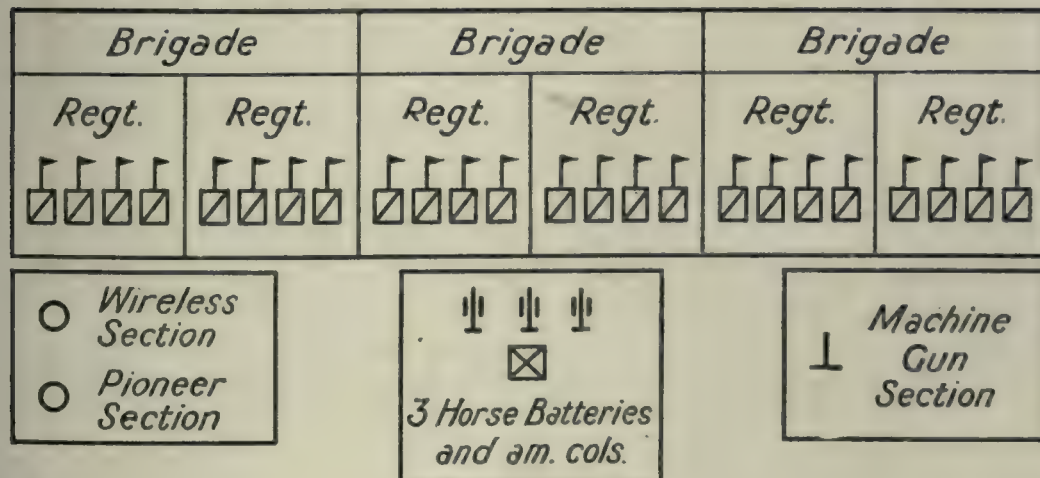 Brigade
Brigade
Brigade
Regt.
Regt.
Regt.
Regt.
Regt.
Regt.
Wireless
Section
Pioneer
Section
3 Horse Batteries
and am. cols.
Machine
Gun
Section